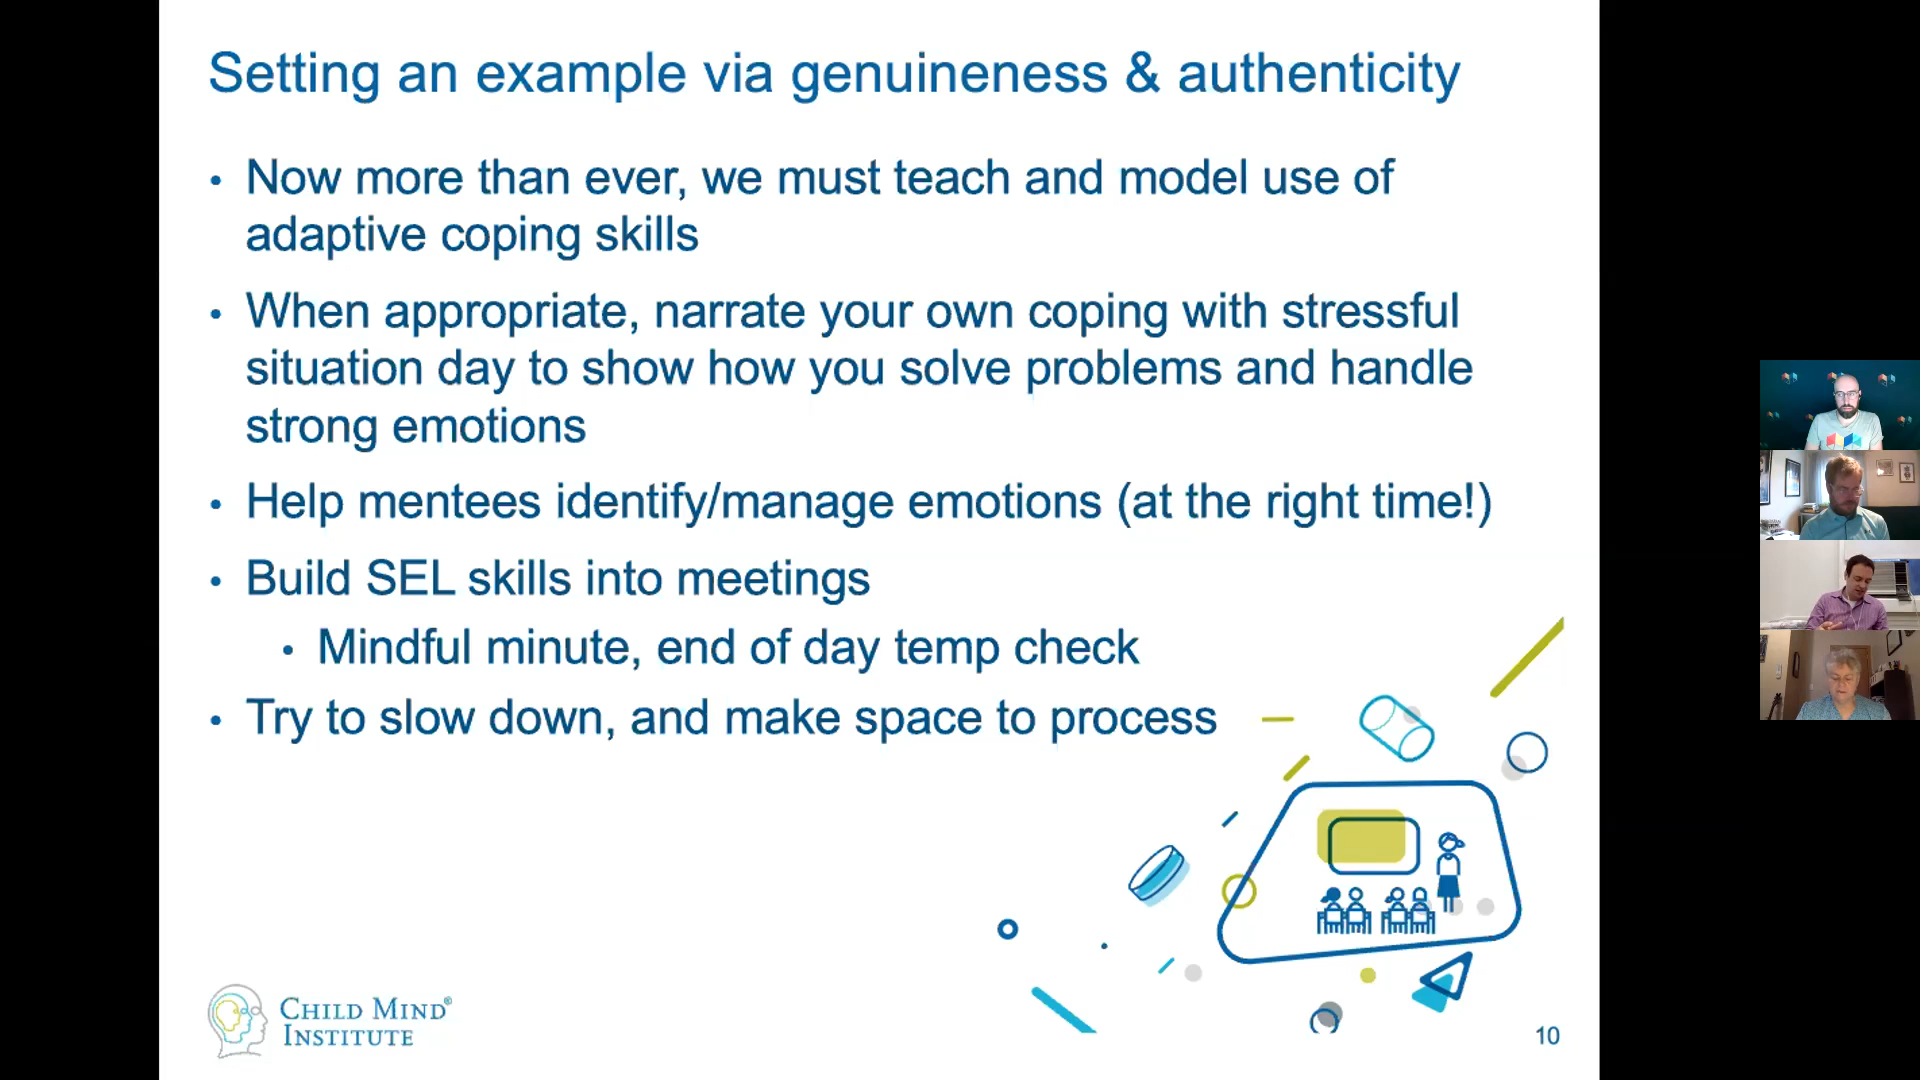 Setting an example via genuineness & authenticity
• Now more than ever, we must teach and model use of
adaptive coping skills
• When appropriate, narrate your own coping with stressful
situation day to show how you solve problems and handle
strong emotions
• Help mentees identify/manage emotions (at the right time!)
• Build SEL skills into meetings
• Mindful minute, end of day temp check
• Try to slow down, and make space to process
CHILD MIND®
INSTITUTE
10